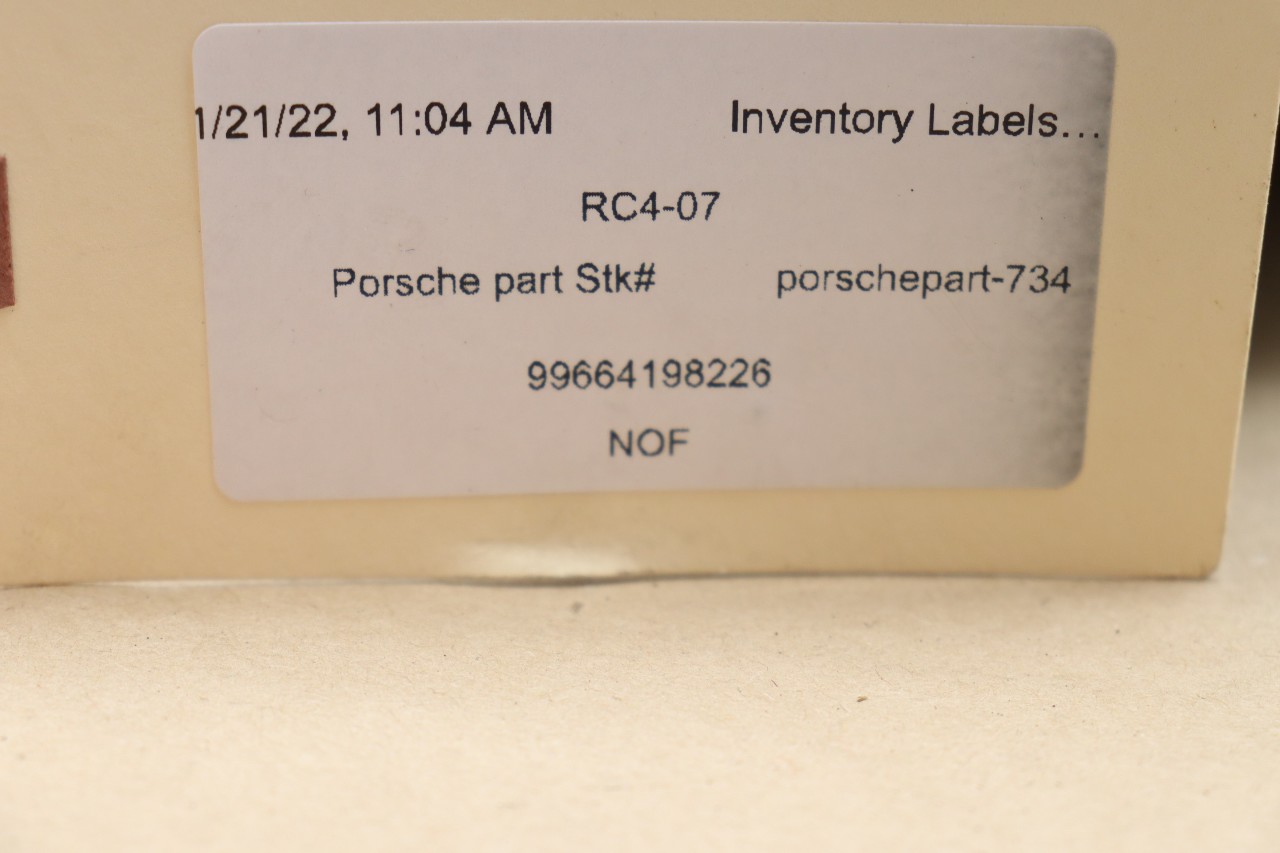 1/21/22, 11:04 AM Inventory Labels...
RC4-07
Porsche part Stk# porschepart-734
99664198226
NOF